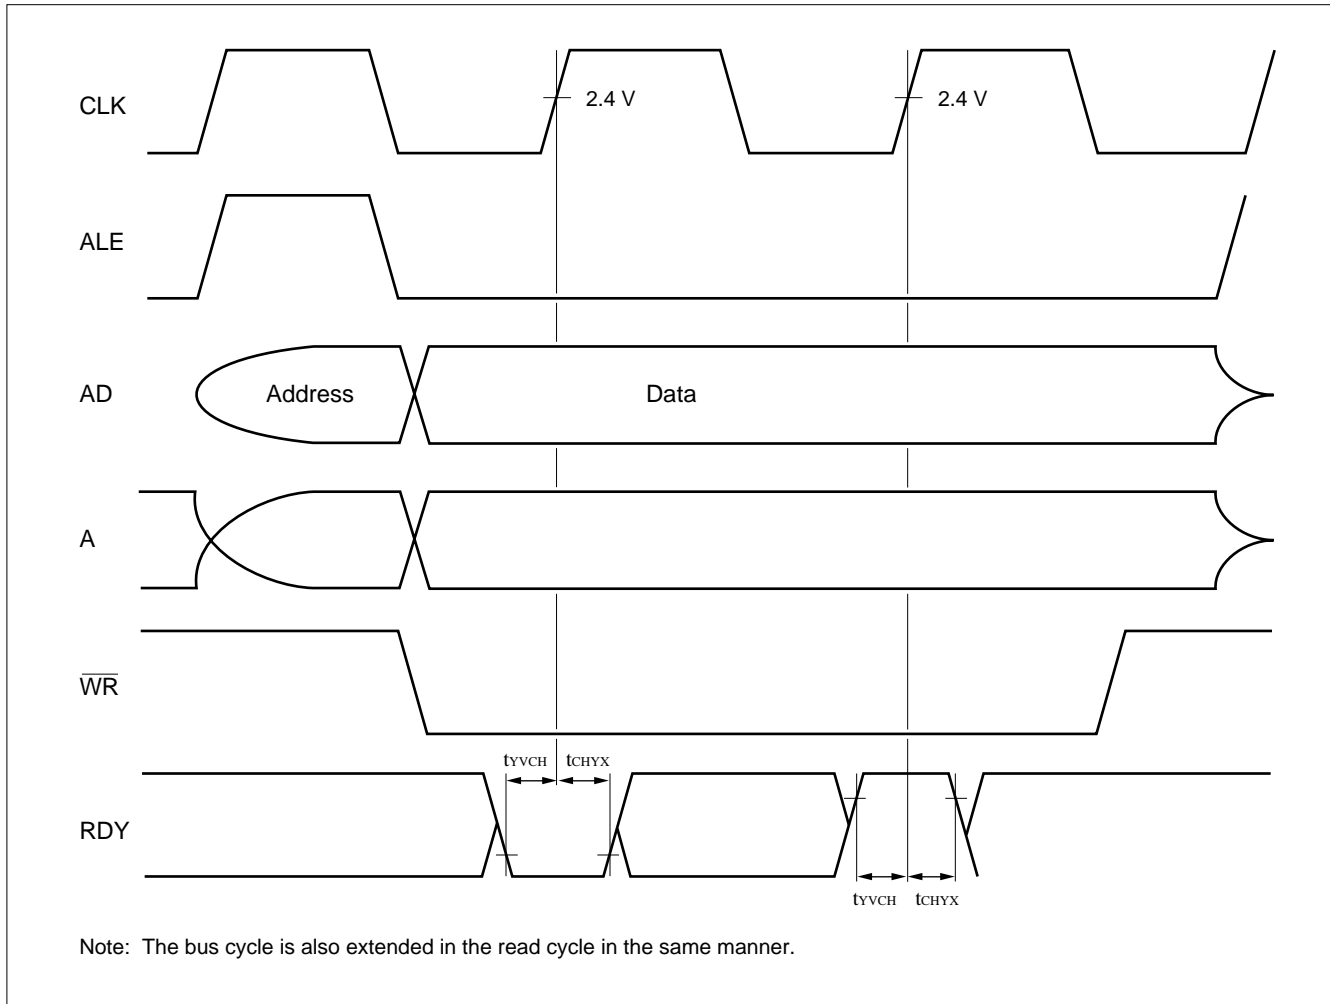 CLK
2.4 V
2.4 V
ALE
AD
Address
Data
A
WR
tYVCH
tCHYX
RDY
tYVCH
tCHYX
Note: The bus cycle is also extended in the read cycle in the same manner.